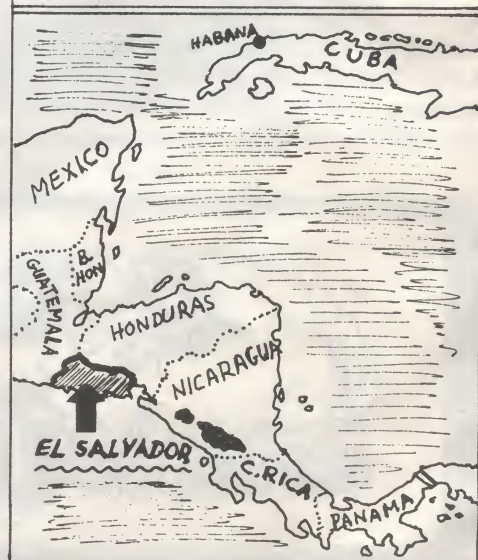 HABANA
CUBA
MEXICO
B.
HON
GUATEMALA
HONDURAS
NICARAGUA
EL SALVADOR
C.RICA
PANAMA